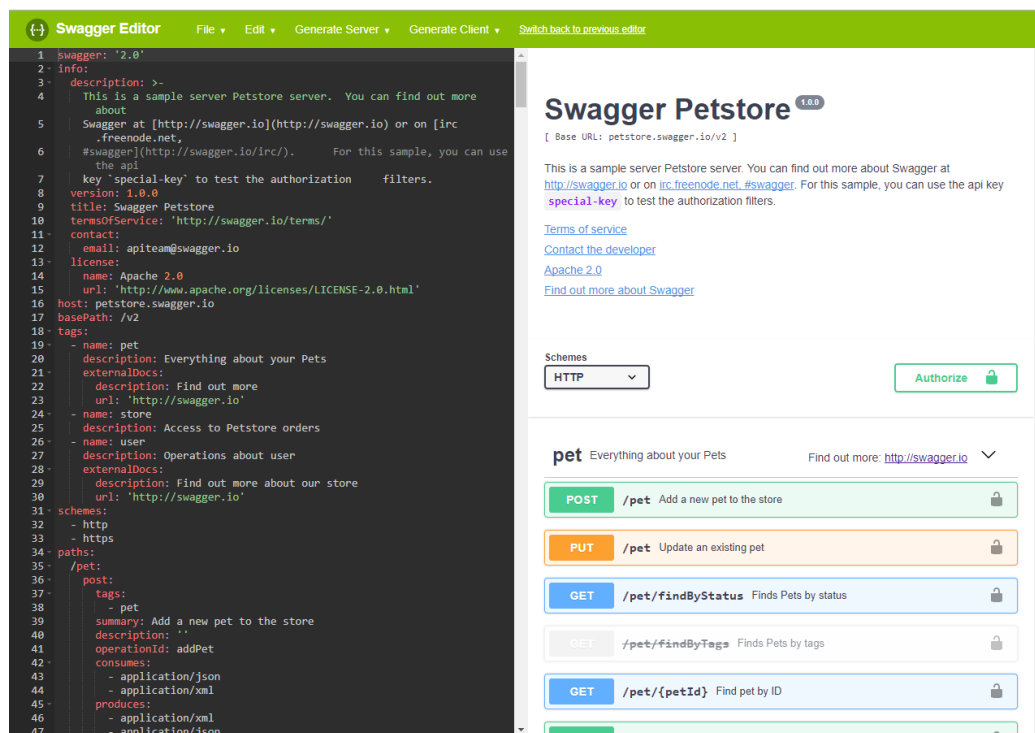 Swagger Editor File Edit Generate Server Generate Client Switch back to previous editor
1 swagger: '2.0'
2 info:
3 description: >-
4 This is a sample server Petstore server. You can find out more
about
5 Swagger at [http://swagger.io](http://swagger.io) or on [irc
.freenode.net,
6 #swagger](http://swagger.io/irc/). For this sample, you can use
the api
7 key `special-key` to test the authorization filters.
8 version: 1.0.0
9 title: Swagger Petstore
10 termsOfService: 'http://swagger.io/terms/'
11 contact:
12 email: apiteam@swagger.io
13 license:
14 name: Apache 2.0
15 url: 'http://www.apache.org/licenses/LICENSE-2.0.html'
16 host: petstore.swagger.io
17 basePath: /v2
18 tags:
19 - name: pet
20 description: Everything about your Pets
21 externalDocs:
22 description: Find out more
23 url: 'http://swagger.io'
24 - name: store
25 description: Access to Petstore orders
26 - name: user
27 description: Operations about user
28 externalDocs:
29 description: Find out more about our store
30 url: 'http://swagger.io'
31 schemes:
32 - http
33 - https
34 paths:
35 /pet:
36 post:
37 tags:
38 - pet
39 summary: Add a new pet to the store
40 description: ''
41 operationId: addPet
42 consumes:
43 - application/json
44 - application/xml
45 produces:
46 - application/xml
47 - application/json
Swagger Petstore 1.0.0
[ Base URL: petstore.swagger.io/v2 ]
This is a sample server Petstore server. You can find out more about Swagger at
http://swagger.io or on irc.freenode.net, #swagger. For this sample, you can use the api key
special-key to test the authorization filters.
Terms of service
Contact the developer
Apache 2.0
Find out more about Swagger
Schemes
HTTP
Authorize
pet Everything about your Pets Find out more: http://swagger.io
POST /pet Add a new pet to the store
PUT /pet Update an existing pet
GET /pet/findByStatus Finds Pets by status
GET /pet/findByTags Finds Pets by tags
GET /pet/{petId} Find pet by ID